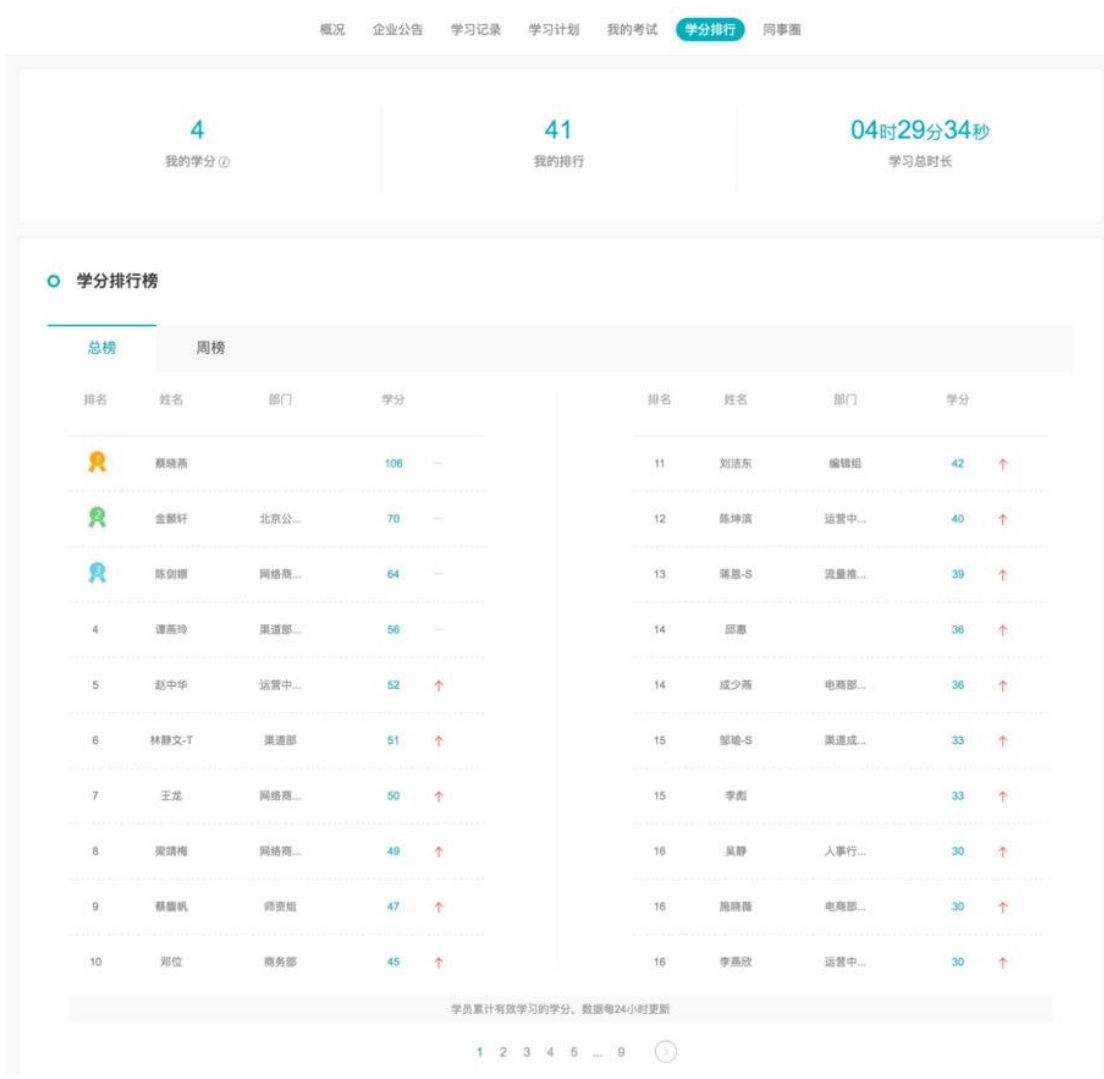 概况 企业公告 学习记录 学习计划 我的考试 学分排行 同事圈
4 41 04时29分34秒
我的学分 我的排行 学习总时长
学分排行榜
总榜 周榜
排名 姓名 部门 学分 排名 姓名 部门 学分
1 蔡晓燕 106 11 刘洁东 编辑组 42
2 金颢轩 北京公... 70 12 陈坤滨 运营中... 40
3 陈剑娜 网络商... 64 13 蒋恩-S 流量推... 39
4 谭燕玲 渠道部... 56 14 邱惠 36
5 赵中华 运营中... 52 14 成少燕 电商部... 36
6 林静文-T 渠道部 51 15 邹瑜-S 渠道成... 33
7 王龙 网络商... 50 15 李彪 33
8 梁靖梅 网络商... 49 16 吴静 人事行... 30
9 蔡馥帆 师资组 47 16 施晓薇 电商部... 30
10 邓位 商务部 45 16 李燕欣 运营中... 30
学员累计有效学习的学分，数据每24小时更新
1 2 3 4 5 ... 9